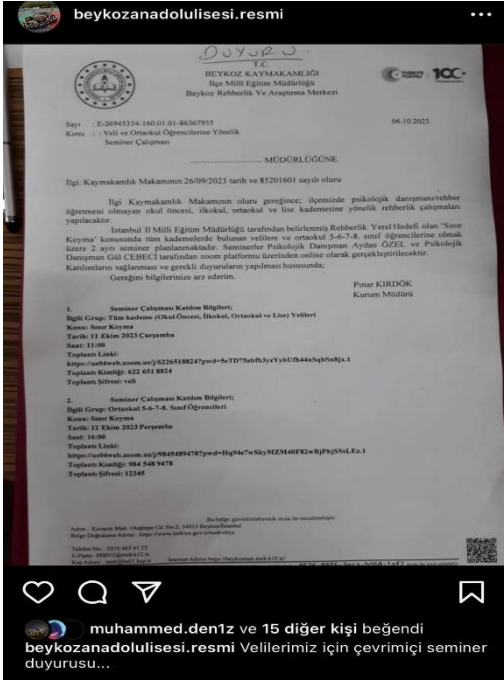 beykozanadolulisesi.resmi
DUYURU
T.C.
BEYKOZ KAYMAKAMLIĞI
İlçe Milli Eğitim Müdürlüğü
Beykoz Rehberlik Ve Araştırma Merkezi
Sayı : E-26945334-160.01.01-86367955
06.10.2023
Konu : : Veli ve Ortaokul Öğrencilerine Yönelik
Seminer Çalışması
MÜDÜRLÜĞÜNE
İlgi: Kaymakamlık Makamının 26/09/2023 tarih ve 85201601 sayılı oluru
İlgi Kaymakamlık Makamının oluru gereğince; ilçemizde psikolojik danışmanı/rehber
öğretmeni olmayan okul öncesi, ilkokul, ortaokul ve lise kademesine yönelik rehberlik çalışmaları
yapılacaktır.
İstanbul İl Milli Eğitim Müdürlüğü tarafından belirlenmiş Rehberlik Yerel Hedefi olan 'Sınır
Koyma' konusunda tüm kademelerde bulunan velilere ve ortaokul 5-6-7-8. sınıf öğrencilerine olmak
üzere 2 ayrı seminer planlanmaktadır. Seminerler Psikolojik Danışman Aydan ÖZEL ve Psikolojik
Danışman Gül CEBECİ tarafından zoom platformu üzerinden online olarak gerçekleştirilecektir.
Katılımların sağlanması ve gerekli duyuruların yapılması hususunda;
Gereğini bilgilerinize arz ederim.
Pınar KIRDÖK
Kurum Müdürü
1. Seminer Çalışması Katılım Bilgileri;
İlgili Grup: Tüm kademe (Okul Öncesi, İlkokul, Ortaokul ve Lise) Velileri
Konu: Sınır Koyma
Tarih: 11 Ekim 2023 Çarşamba
Saat: 11:00
Toplantı Linki:
Toplantı Kimliği: 622 651 8824
Toplantı Şifresi: veli
2. Seminer Çalışması Katılım Bilgileri;
İlgili Grup: Ortaokul 5-6-7-8. Sınıf Öğrencileri
Konu: Sınır Koyma
Tarih: 12 Ekim 2023 Perşembe
Saat: 16:00
Toplantı Linki:
Toplantı Kimliği: 984 548 9478
Toplantı Şifresi: 12345
Bu belge güvenli elektronik imza ile imzalanmıştır.
muhammed.den1z ve 15 diğer kişi beğendi
beykozanadolulisesi.resmi Velilerimiz için çevrimiçi seminer
duyurusu...